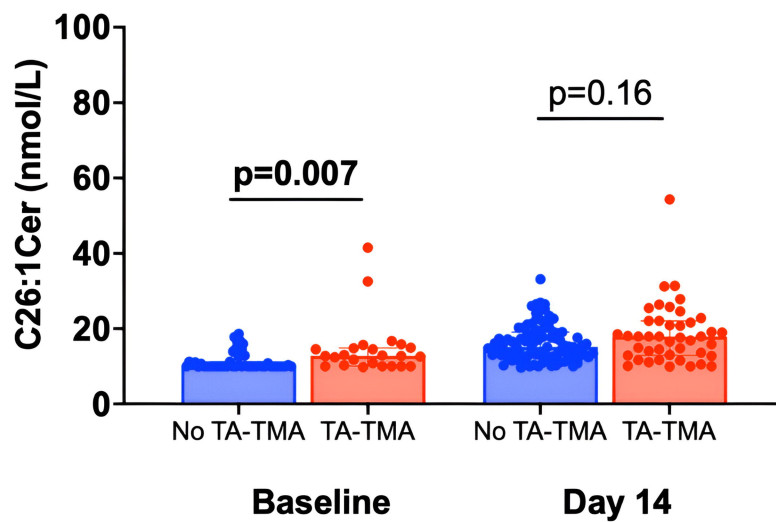 100
80
60
40
20
0
C26:1Cer (nmol/L)
p=0.007
p=0.16
No TA-TMA TA-TMA No TA-TMA TA-TMA
Baseline Day 14